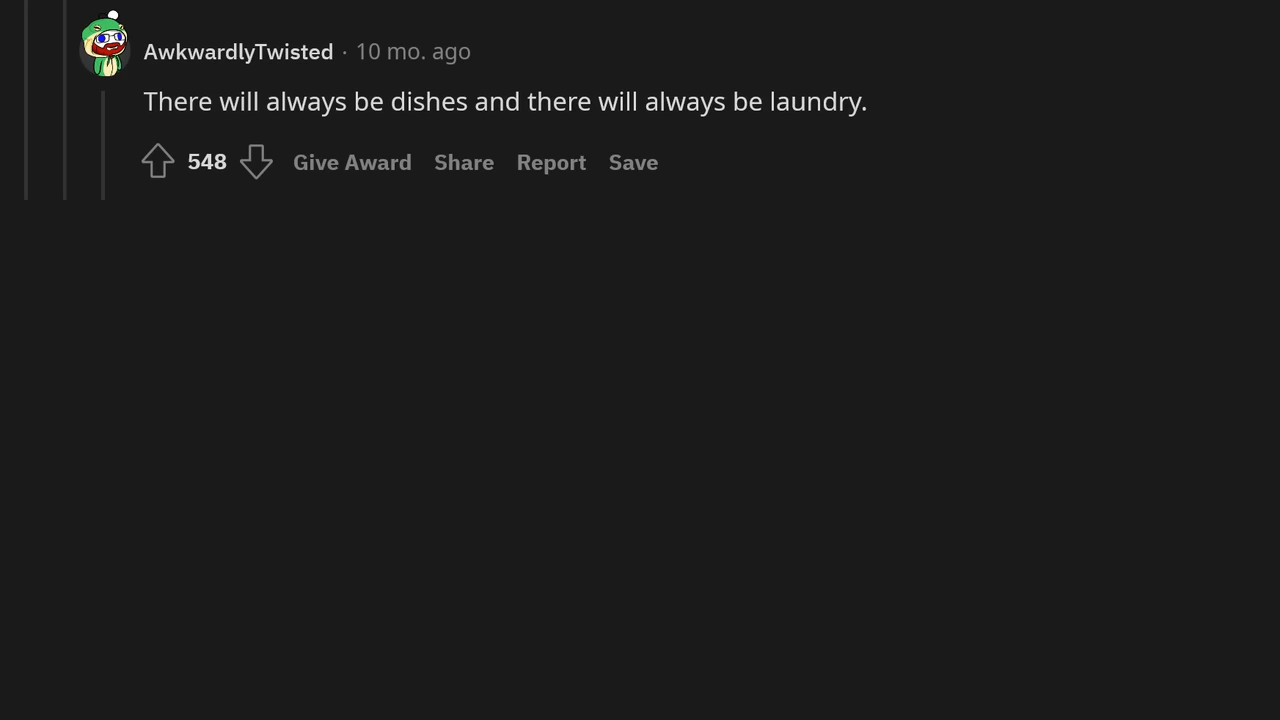 AwkwardlyTwisted · 10 mo. ago
There will always be dishes and there will always be laundry.
548 Give Award Share Report Save